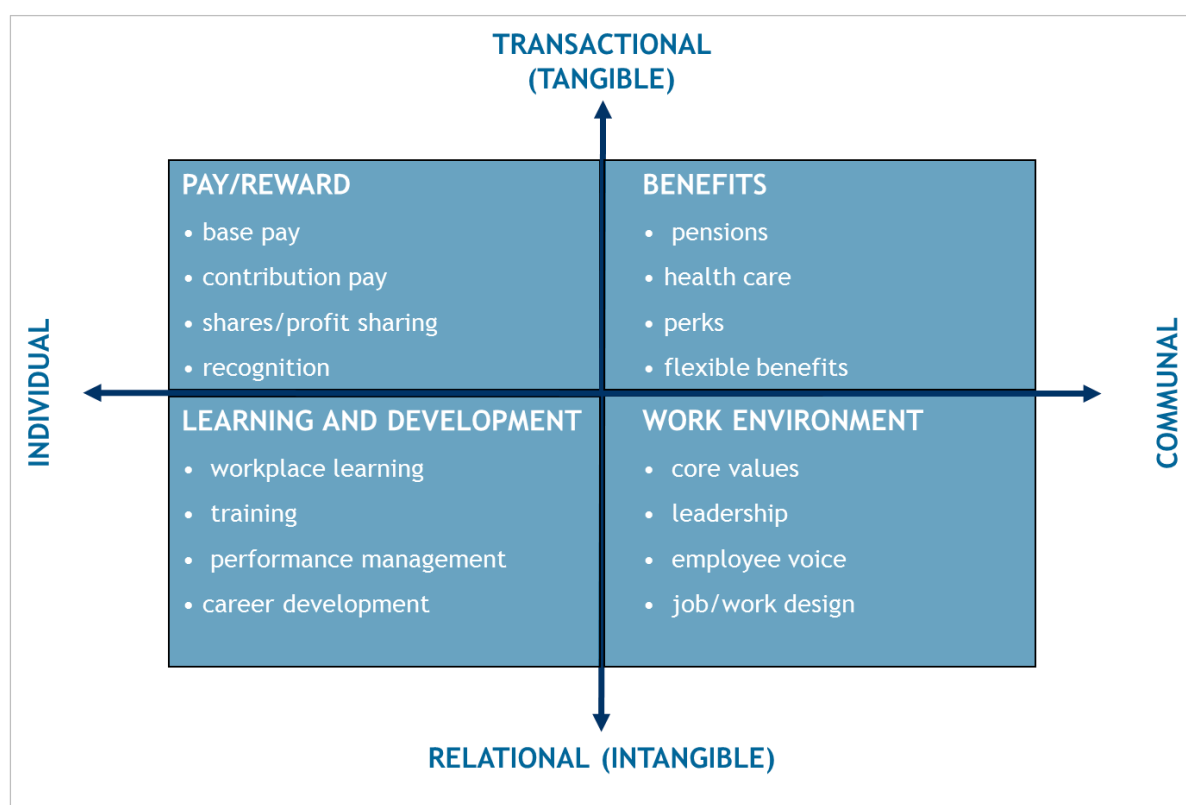 TRANSACTIONAL
(TANGIBLE)
PAY/REWARD
• base pay
• contribution pay
• shares/profit sharing
• recognition
BENEFITS
• pensions
• health care
• perks
• flexible benefits
INDIVIDUAL
COMMUNAL
LEARNING AND DEVELOPMENT
• workplace learning
• training
• performance management
• career development
WORK ENVIRONMENT
• core values
• leadership
• employee voice
• job/work design
RELATIONAL (INTANGIBLE)